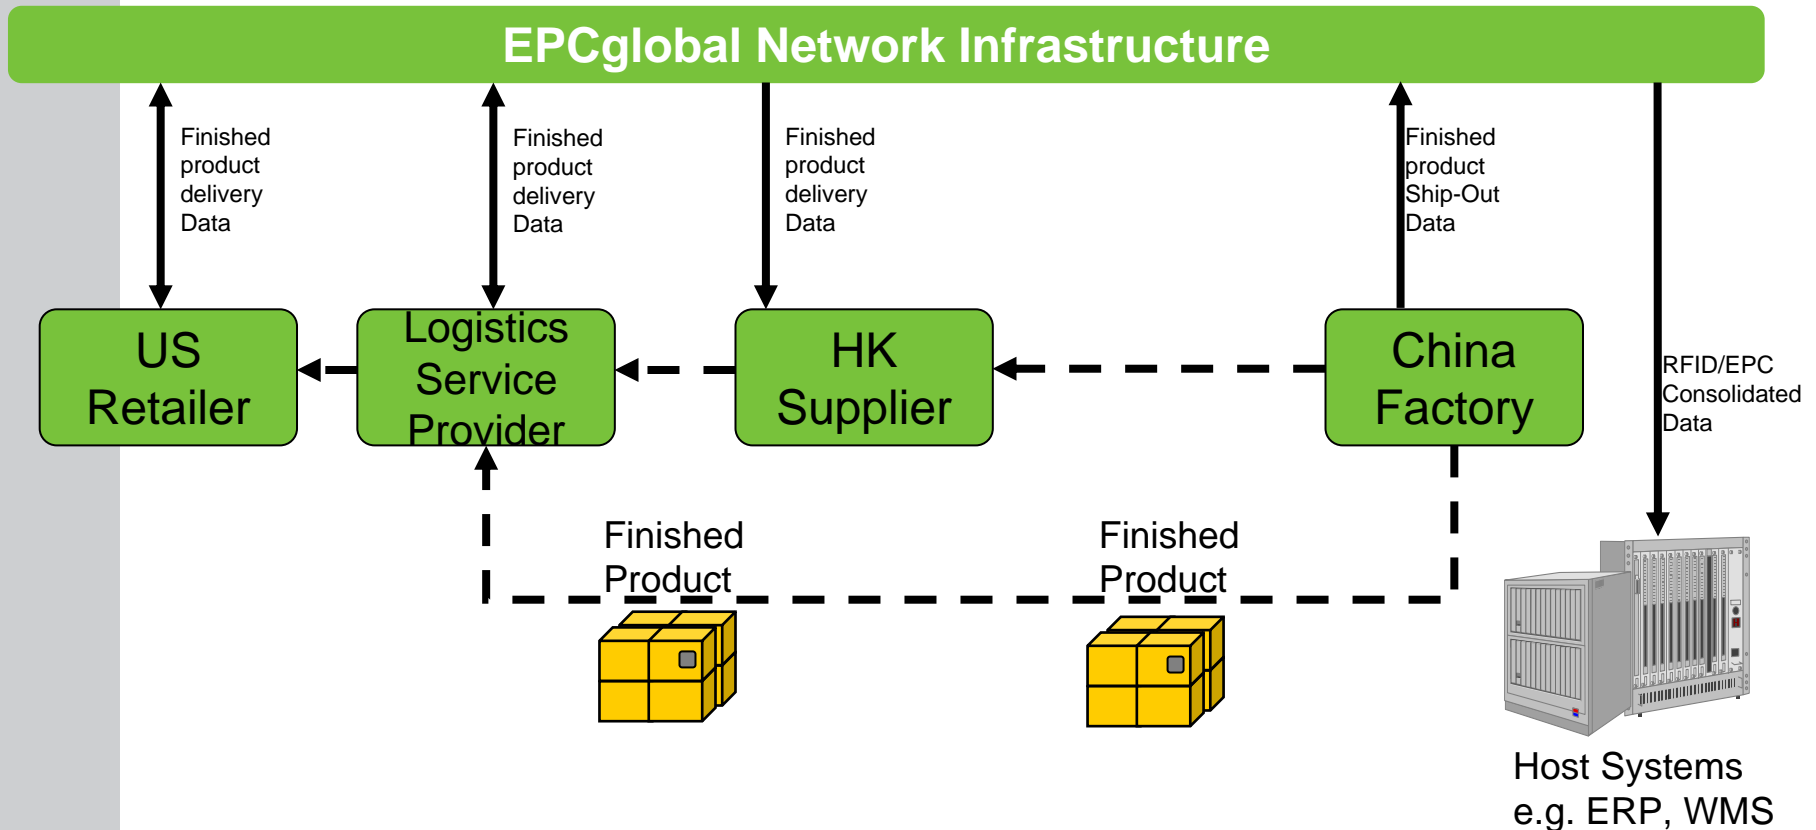 EPCglobal Network Infrastructure
Finished
product
delivery
Data
Finished
product
delivery
Data
Finished
product
delivery
Data
Finished
product
Ship-Out
Data
US
Retailer
Logistics
Service
Provider
HK
Supplier
China
Factory
RFID/EPC
Consolidated
Data
Finished
Product
Finished
Product
Host Systems
e.g. ERP, WMS